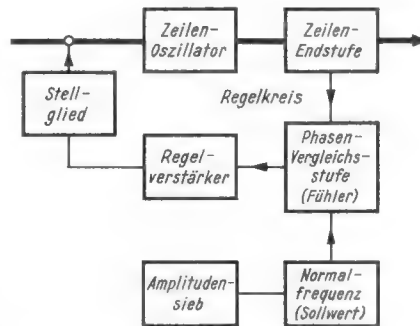 Zeilen-
Oszillator
Zeilen-
Endstufe
Stell-
glied
Regelkreis
Regel-
verstärker
Phasen-
Vergleichs-
stufe
(Fühler)
Amplituden-
sieb
Normal-
frequenz
(Sollwert)